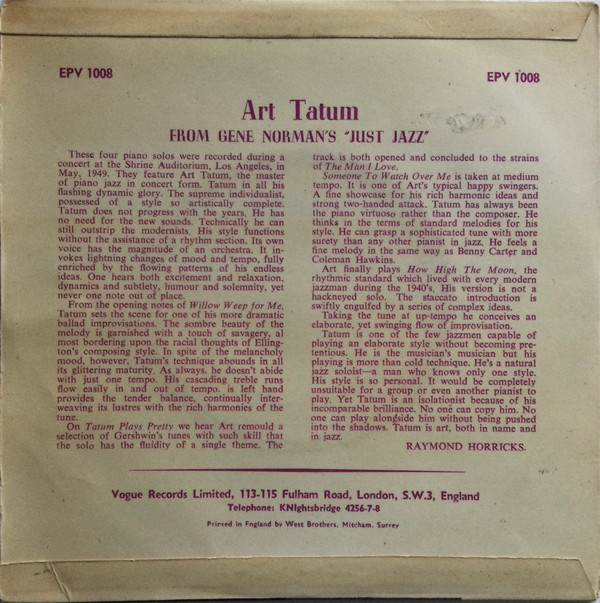 EPV 1008
EPV 1008
Art Tatum
FROM GENE NORMAN'S "JUST JAZZ"
These four piano solos were recorded during a
concert at the Shrine Auditorium, Los Angeles, in
May, 1949. They feature Art Tatum, the master
of piano jazz in concert form. Tatum in all his
flashing dynamic glory. The supreme individualist,
possessed of a style so artistically complete.
Tatum does not progress with the years, He has
no need for the new sounds. Technically be can
still outstrip the modernists. His style functions
without the assistance of a rhythm section. Its own
voice has the magnitude of an orchestra. It in-
vokes lightning changes of mood and tempo, fully
enriched by the flowing patterns of his endless
ideas. One hears both excitement and relaxation,
dynamics and subtlety, humour and solemnity, yet
never one note out of place.
From the opening notes of Willow Weep for Me,
Tatum sets the scene for one of his more dramatic
ballad improvisations. The sombre beauty of the
melody is garnished with a touch of savagery, al
most bordering upon the racial thoughts of Elling-
ton's composing style. In spite of the melancholy
mood, however, Tatum's technique abounds in all
its glittering maturity. As always, he doesn't abide
with just one tempo. His cascading treble runs
flow easily in and out of tempo. is left hand
provides the tender balance, continually inter-
weaving its lustres with the rich harmonies of the
tune.
On Tatum Plays Pretty we hear Art remould a
selection of Gershwin's tunes with such skill that
the solo has the fluidity of a single theme. The
track is both opened and concluded to the strains
of The Man I Love.
Someone To Watch Over Me is taken at medium
tempo. It is one of Art's typical happy swingers.
A fine showcase for his rich harmonic ideas and
strong two-handed attack. Tatum has always been
the piano virtuoso rather than the composer. He
thinks in the terms of standard melodies for his
style. He can grasp a sophisticated tune with more
surety than any other pianist in jazz. He feels a
fine melody in the same way as Benny Carter and
Coleman Hawkins.
Art finally plays How High The Moon, the
rhythmic standard which lived with every modern
jazzman during the 1940's. His version is not a
hackneyed solo. The staccato introduction is
swiftly engulfed by a series of complex ideas.
Taking the tune at up-tempo he conceives an
elaborate, yet swinging flow of improvisation.
Tatum is one of the few jazzmen capable of
playing an elaborate style without becoming pre-
tentious. He is the musician's musician but his
playing is more than cold technique. He's a natural
jazz soloist—a man who knows only one style.
His style is so personal. It would be completely
unsuitable for a group or even another pianist to
play. Yet Tatum is an isolationist because of his
incomparable brilliance. No one can copy him. No
one can play alongside him without being pushed
into the shadows. Tatum is art, both in name and
in jazz.
RAYMOND HORRICKS.
Vogue Records Limited, 113-115 Fulham Road, London, S.W.3, England
Telephone: KNIghtsbridge 4256-7-8
Printed in England by West Brothers, Mitcham, Surrey